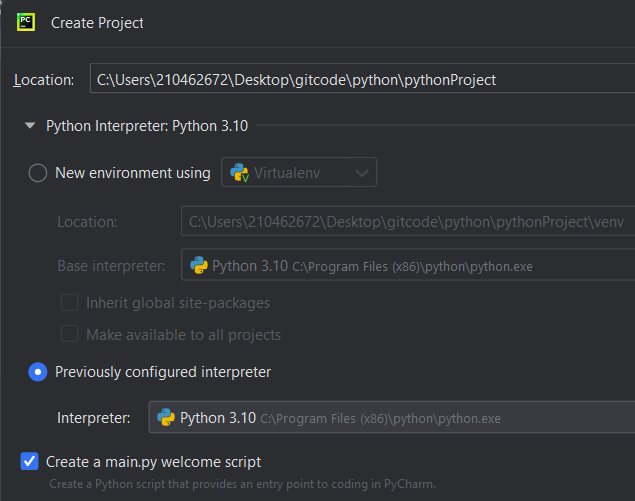 PC
Create Project
Location: C:\Users\210462672\Desktop\gitcode\python\pythonProject
Python Interpreter: Python 3.10
New environment using Virtualenv
Location: C:\Users\210462672\Desktop\gitcode\python\pythonProject\venv
Base interpreter: Python 3.10 C:\Program Files (x86)\python\python.exe
Inherit global site-packages
Make available to all projects
Previously configured interpreter
Interpreter: Python 3.10 C:\Program Files (x86)\python\python.exe
Create a main.py welcome script
Create a Python script that provides an entry point to coding in PyCharm.